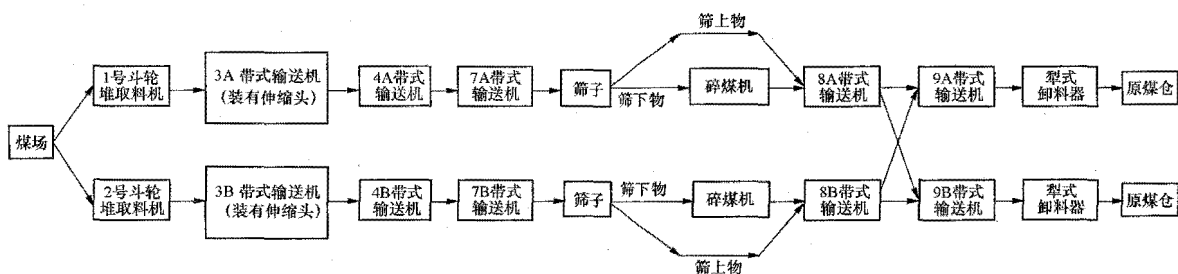 筛上物
1号斗轮
堆取料机
3A 带式输送机
(装有伸缩头)
4A带式
输送机
7A带式
输送机
筛子
筛下物
碎煤机
8A带式
输送机
9A带式
输送机
犁式
卸料器
原煤仓
煤场
2号斗轮
堆取料机
3B 带式输送机
(装有伸缩头)
4B带式
输送机
7B带式
输送机
筛子
筛下物
碎煤机
8B带式
输送机
9B带式
输送机
犁式
卸料器
原煤仓
筛上物